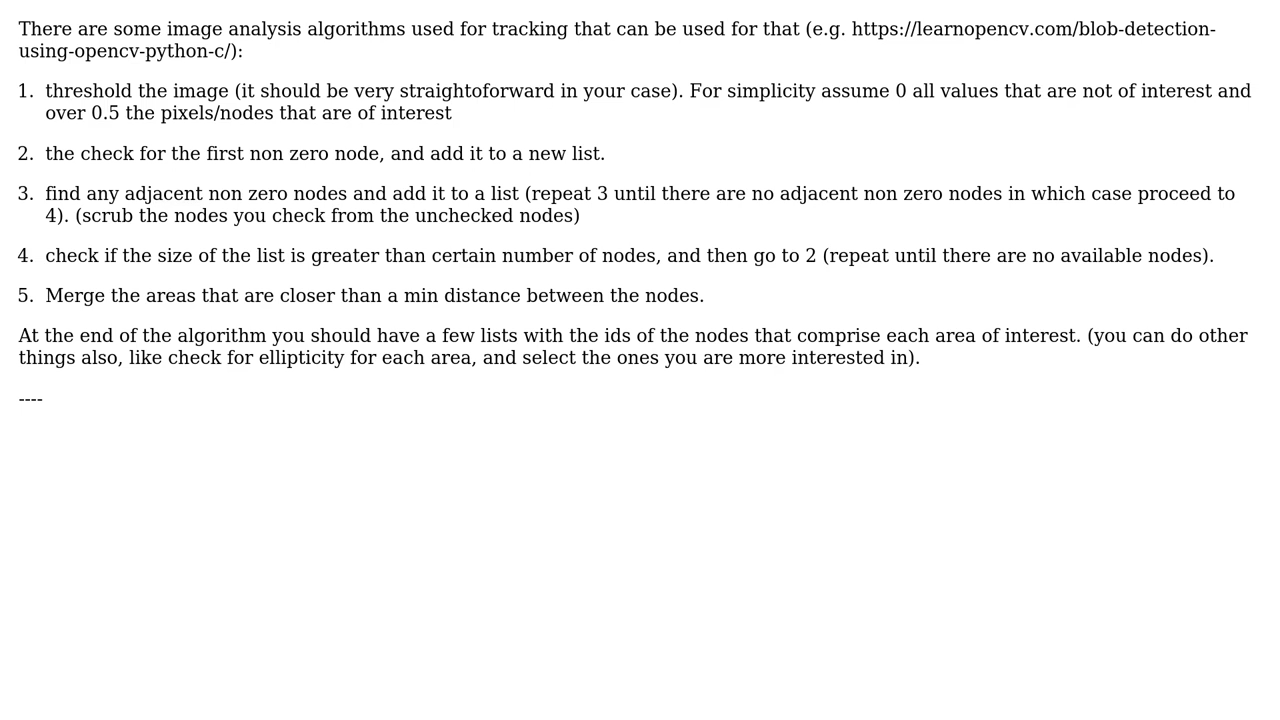 There are some image analysis algorithms used for tracking that can be used for that (e.g. https://learnopencv.com/blob-detection-
using-opencv-python-c/):
1. threshold the image (it should be very straightoforward in your case). For simplicity assume 0 all values that are not of interest and
over 0.5 the pixels/nodes that are of interest
2. the check for the first non zero node, and add it to a new list.
3. find any adjacent non zero nodes and add it to a list (repeat 3 until there are no adjacent non zero nodes in which case proceed to
4). (scrub the nodes you check from the unchecked nodes)
4. check if the size of the list is greater than certain number of nodes, and then go to 2 (repeat until there are no available nodes).
5. Merge the areas that are closer than a min distance between the nodes.
At the end of the algorithm you should have a few lists with the ids of the nodes that comprise each area of interest. (you can do other
things also, like check for ellipticity for each area, and select the ones you are more interested in).
----